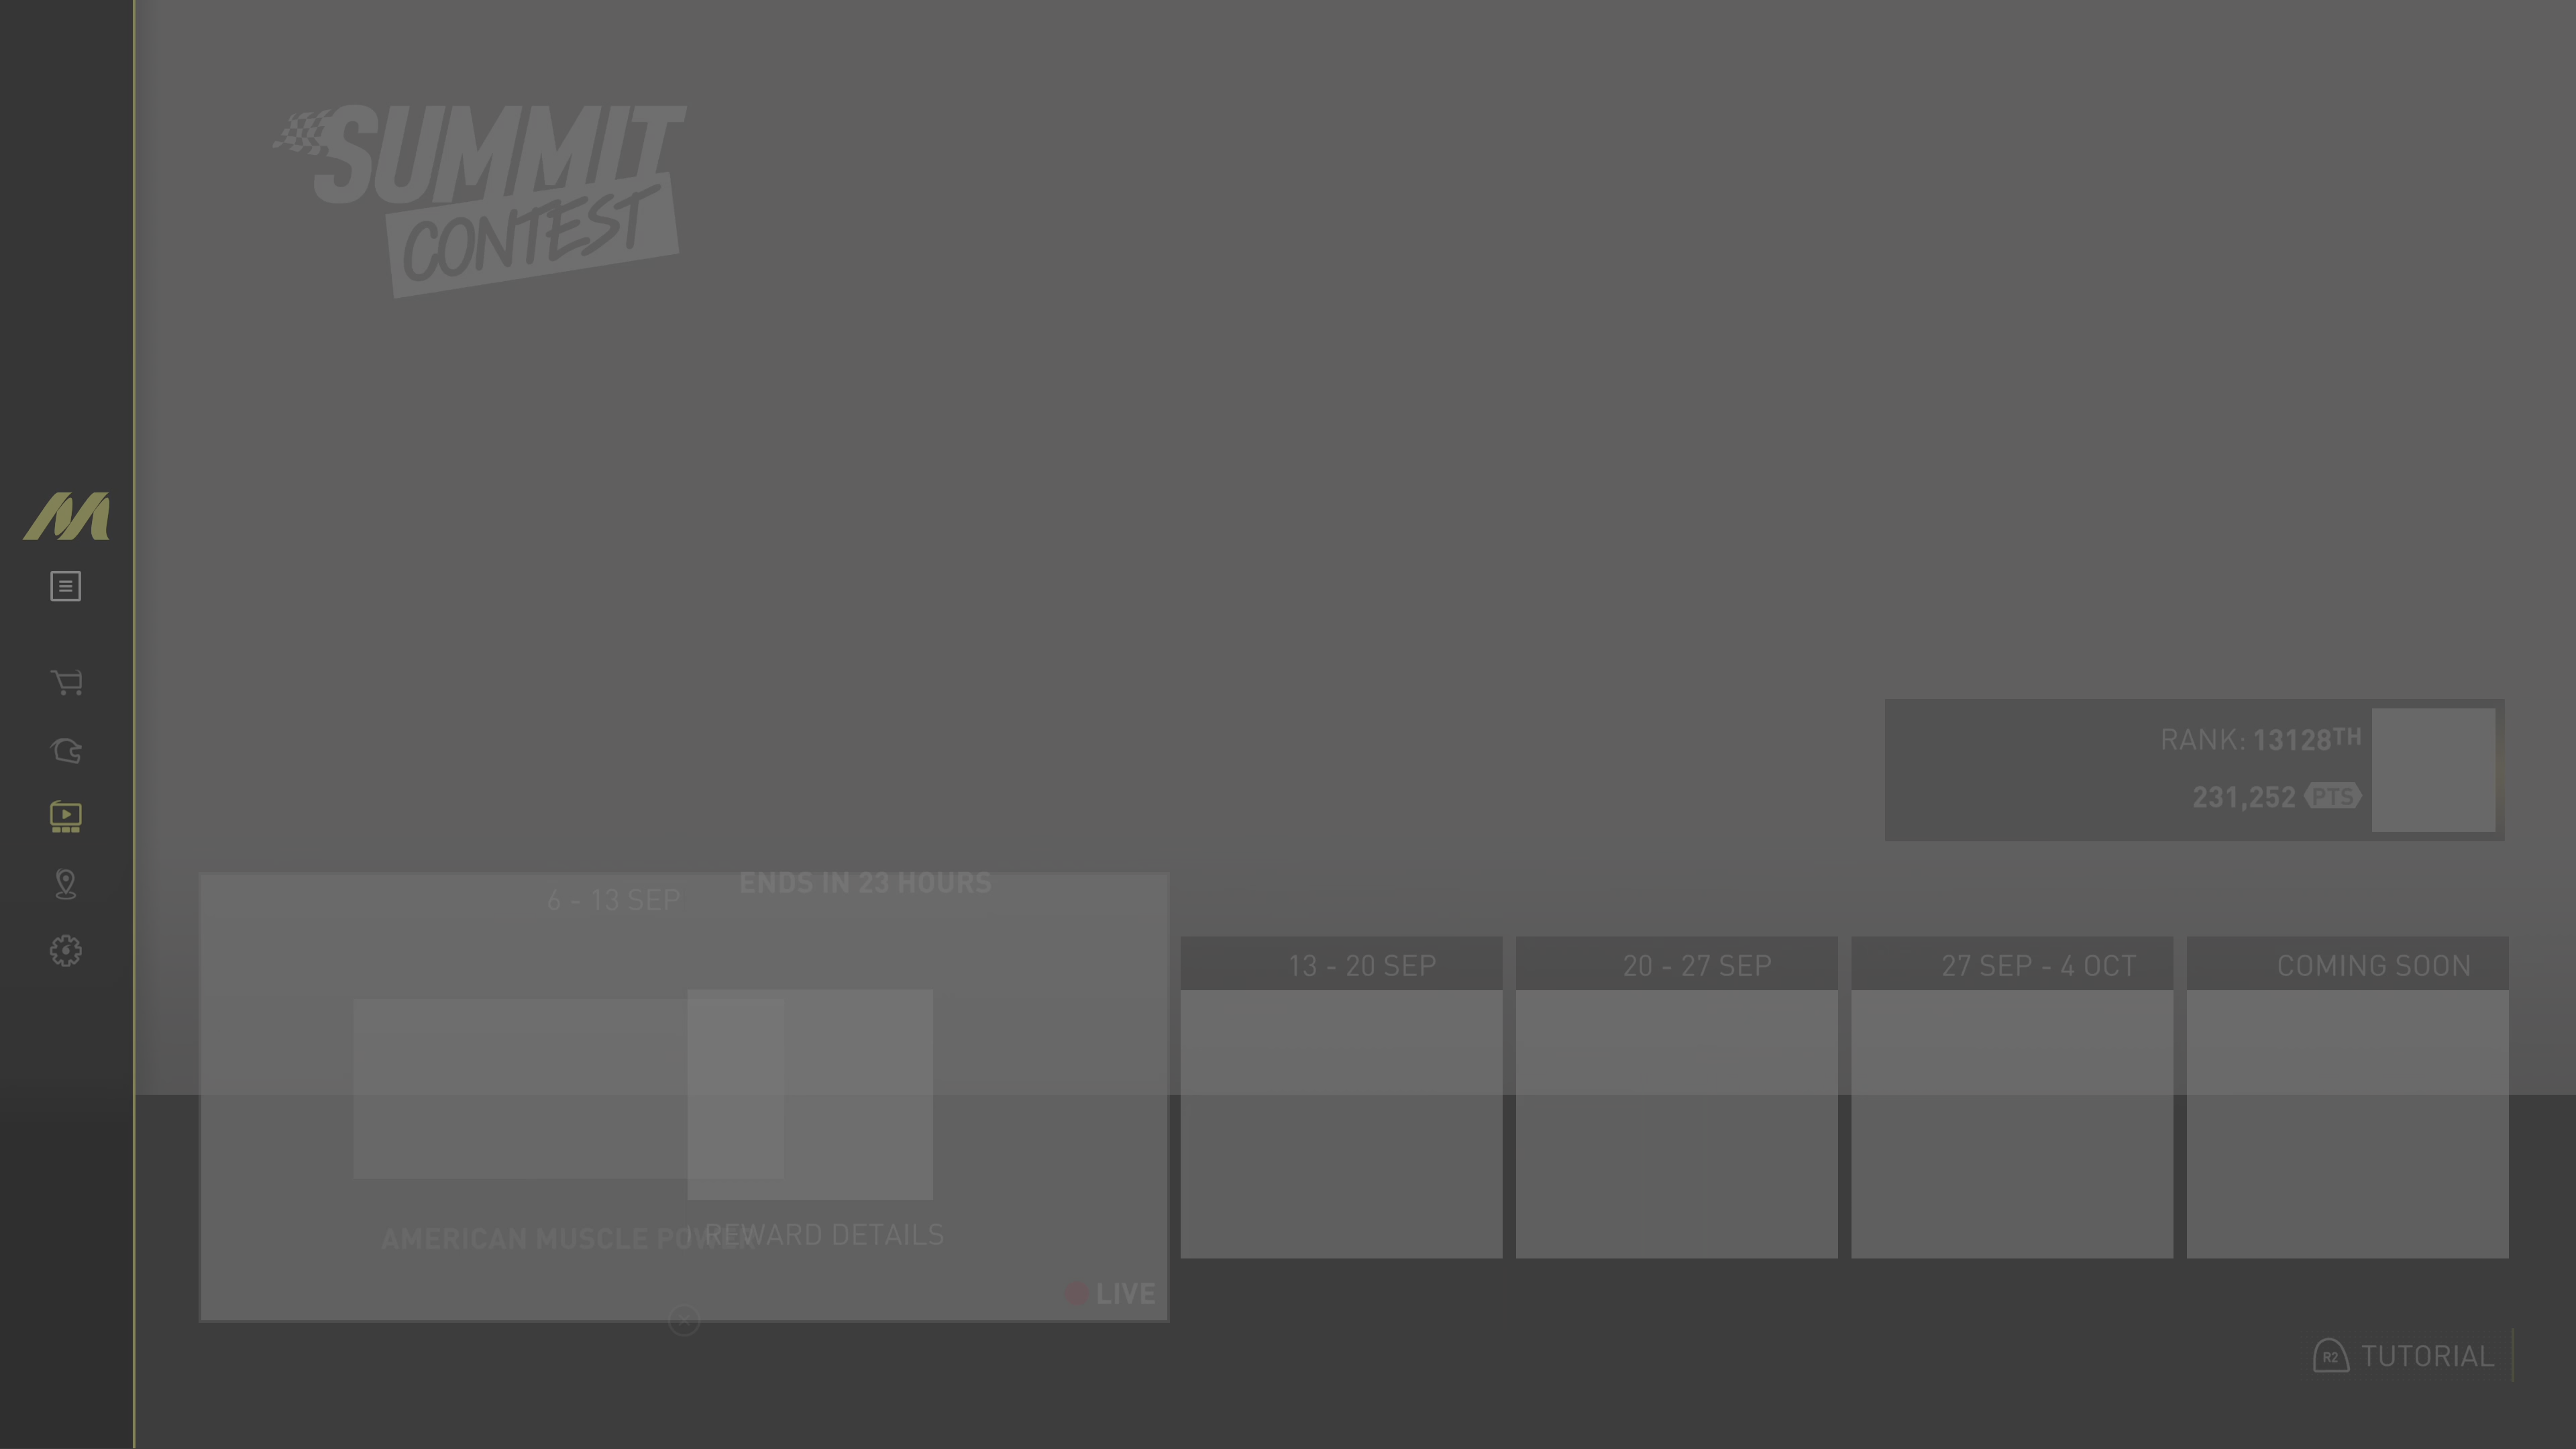 SUMMIT
CONTEST
RANK: 13128TH
231,252 PTS
6 - 13 SEP
ENDS IN 23 HOURS
AMERICAN MUSCLE POWER
REWARD DETAILS
LIVE
13 - 20 SEP
20 - 27 SEP
27 SEP - 4 OCT
COMING SOON
R2 TUTORIAL